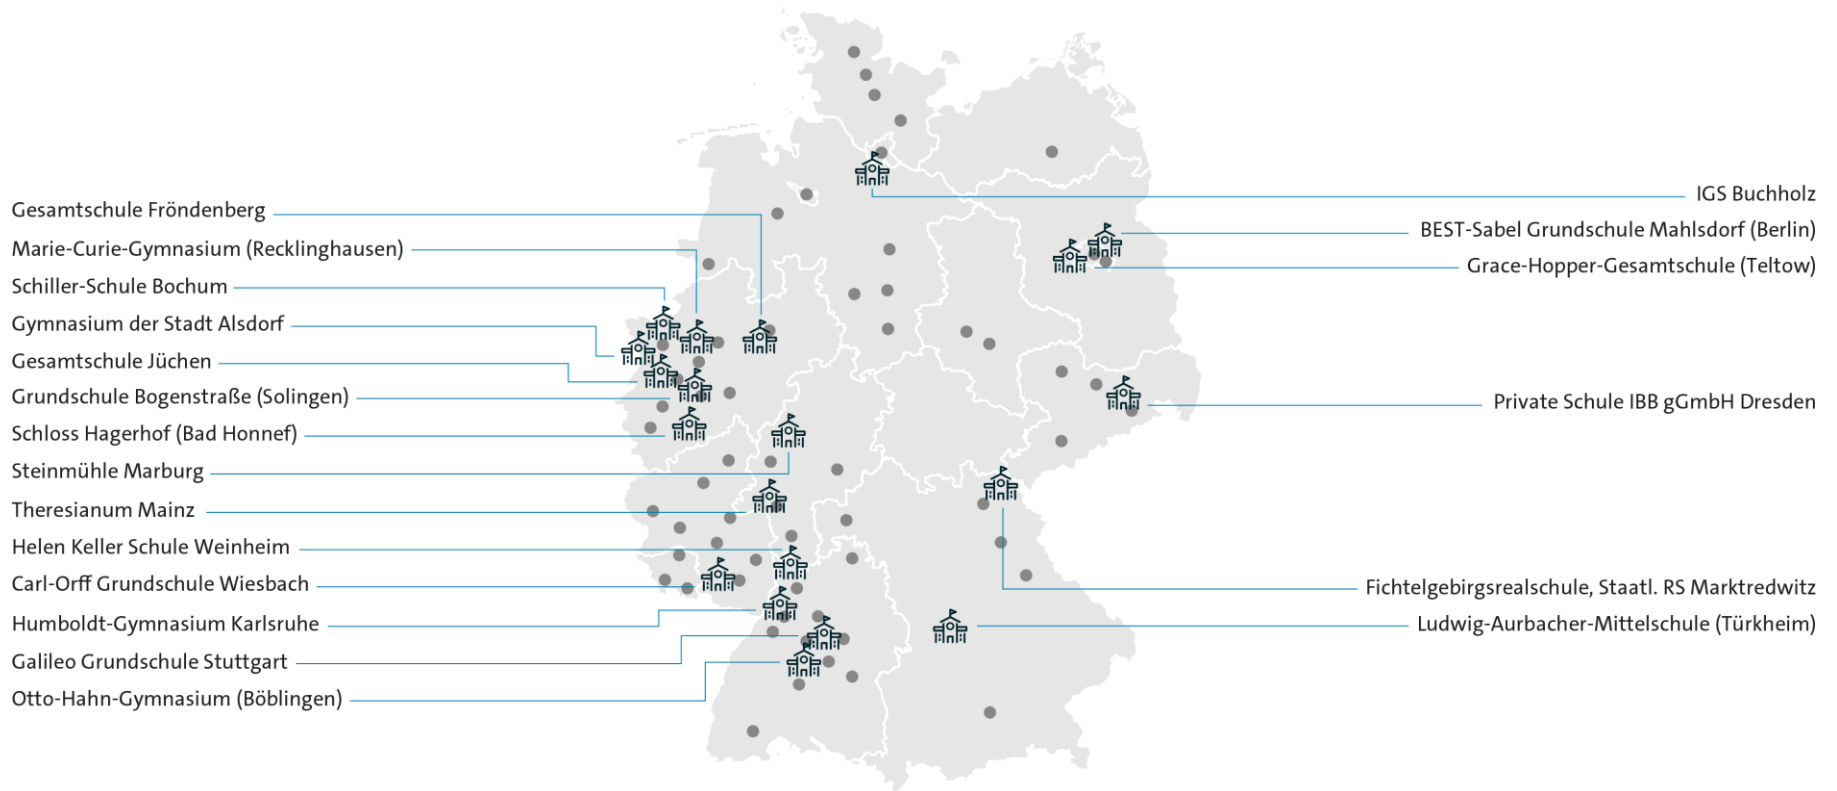 Gesamtschule Fröndenberg
Marie-Curie-Gymnasium (Recklinghausen)
Schiller-Schule Bochum
Gymnasium der Stadt Alsdorf
Gesamtschule Jüchen
Grundschule Bogenstraße (Solingen)
Schloss Hagerhof (Bad Honnef)
Steinmühle Marburg
Theresianum Mainz
Helen Keller Schule Weinheim
Carl-Orff Grundschule Wiesbach
Humboldt-Gymnasium Karlsruhe
Galileo Grundschule Stuttgart
Otto-Hahn-Gymnasium (Böblingen)
IGS Buchholz
BEST-Sabel Grundschule Mahlsdorf (Berlin)
Grace-Hopper-Gesamtschule (Teltow)
Private Schule IBB gGmbH Dresden
Fichtelgebirgsrealschule, Staatl. RS Marktredwitz
Ludwig-Aurbacher-Mittelschule (Türkheim)